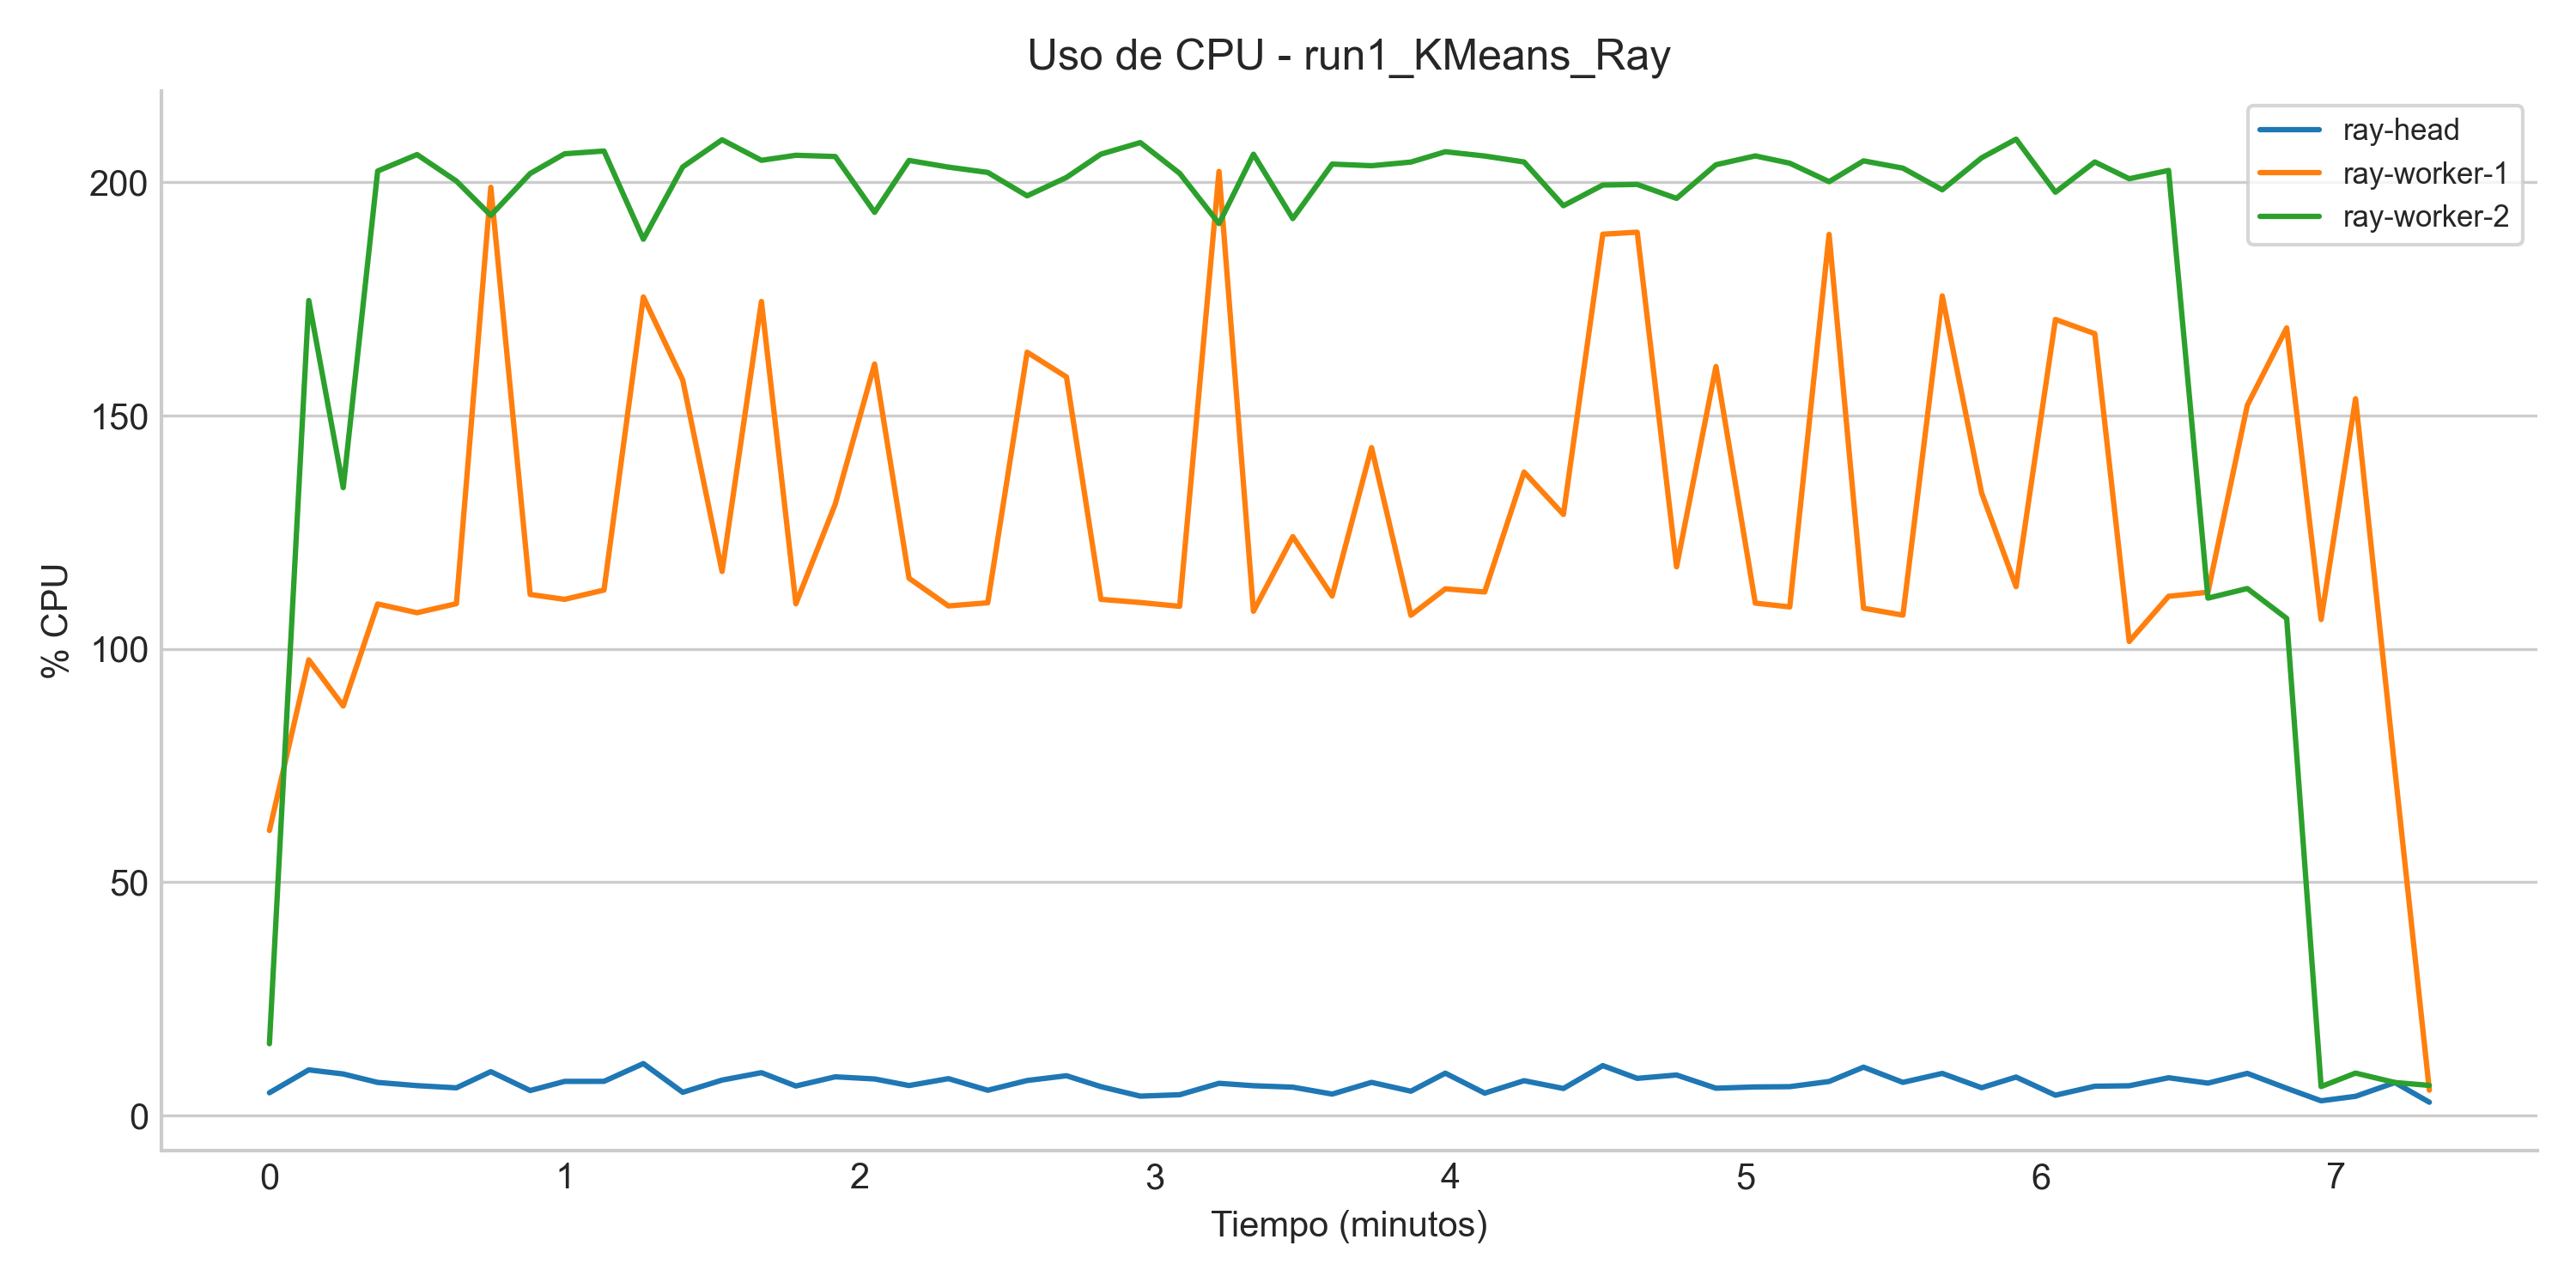 Uso de CPU - run1_KMeans_Ray
ray-head
ray-worker-1
ray-worker-2
% CPU
200
150
100
50
0
0 1 2 3 4 5 6 7
Tiempo (minutos)